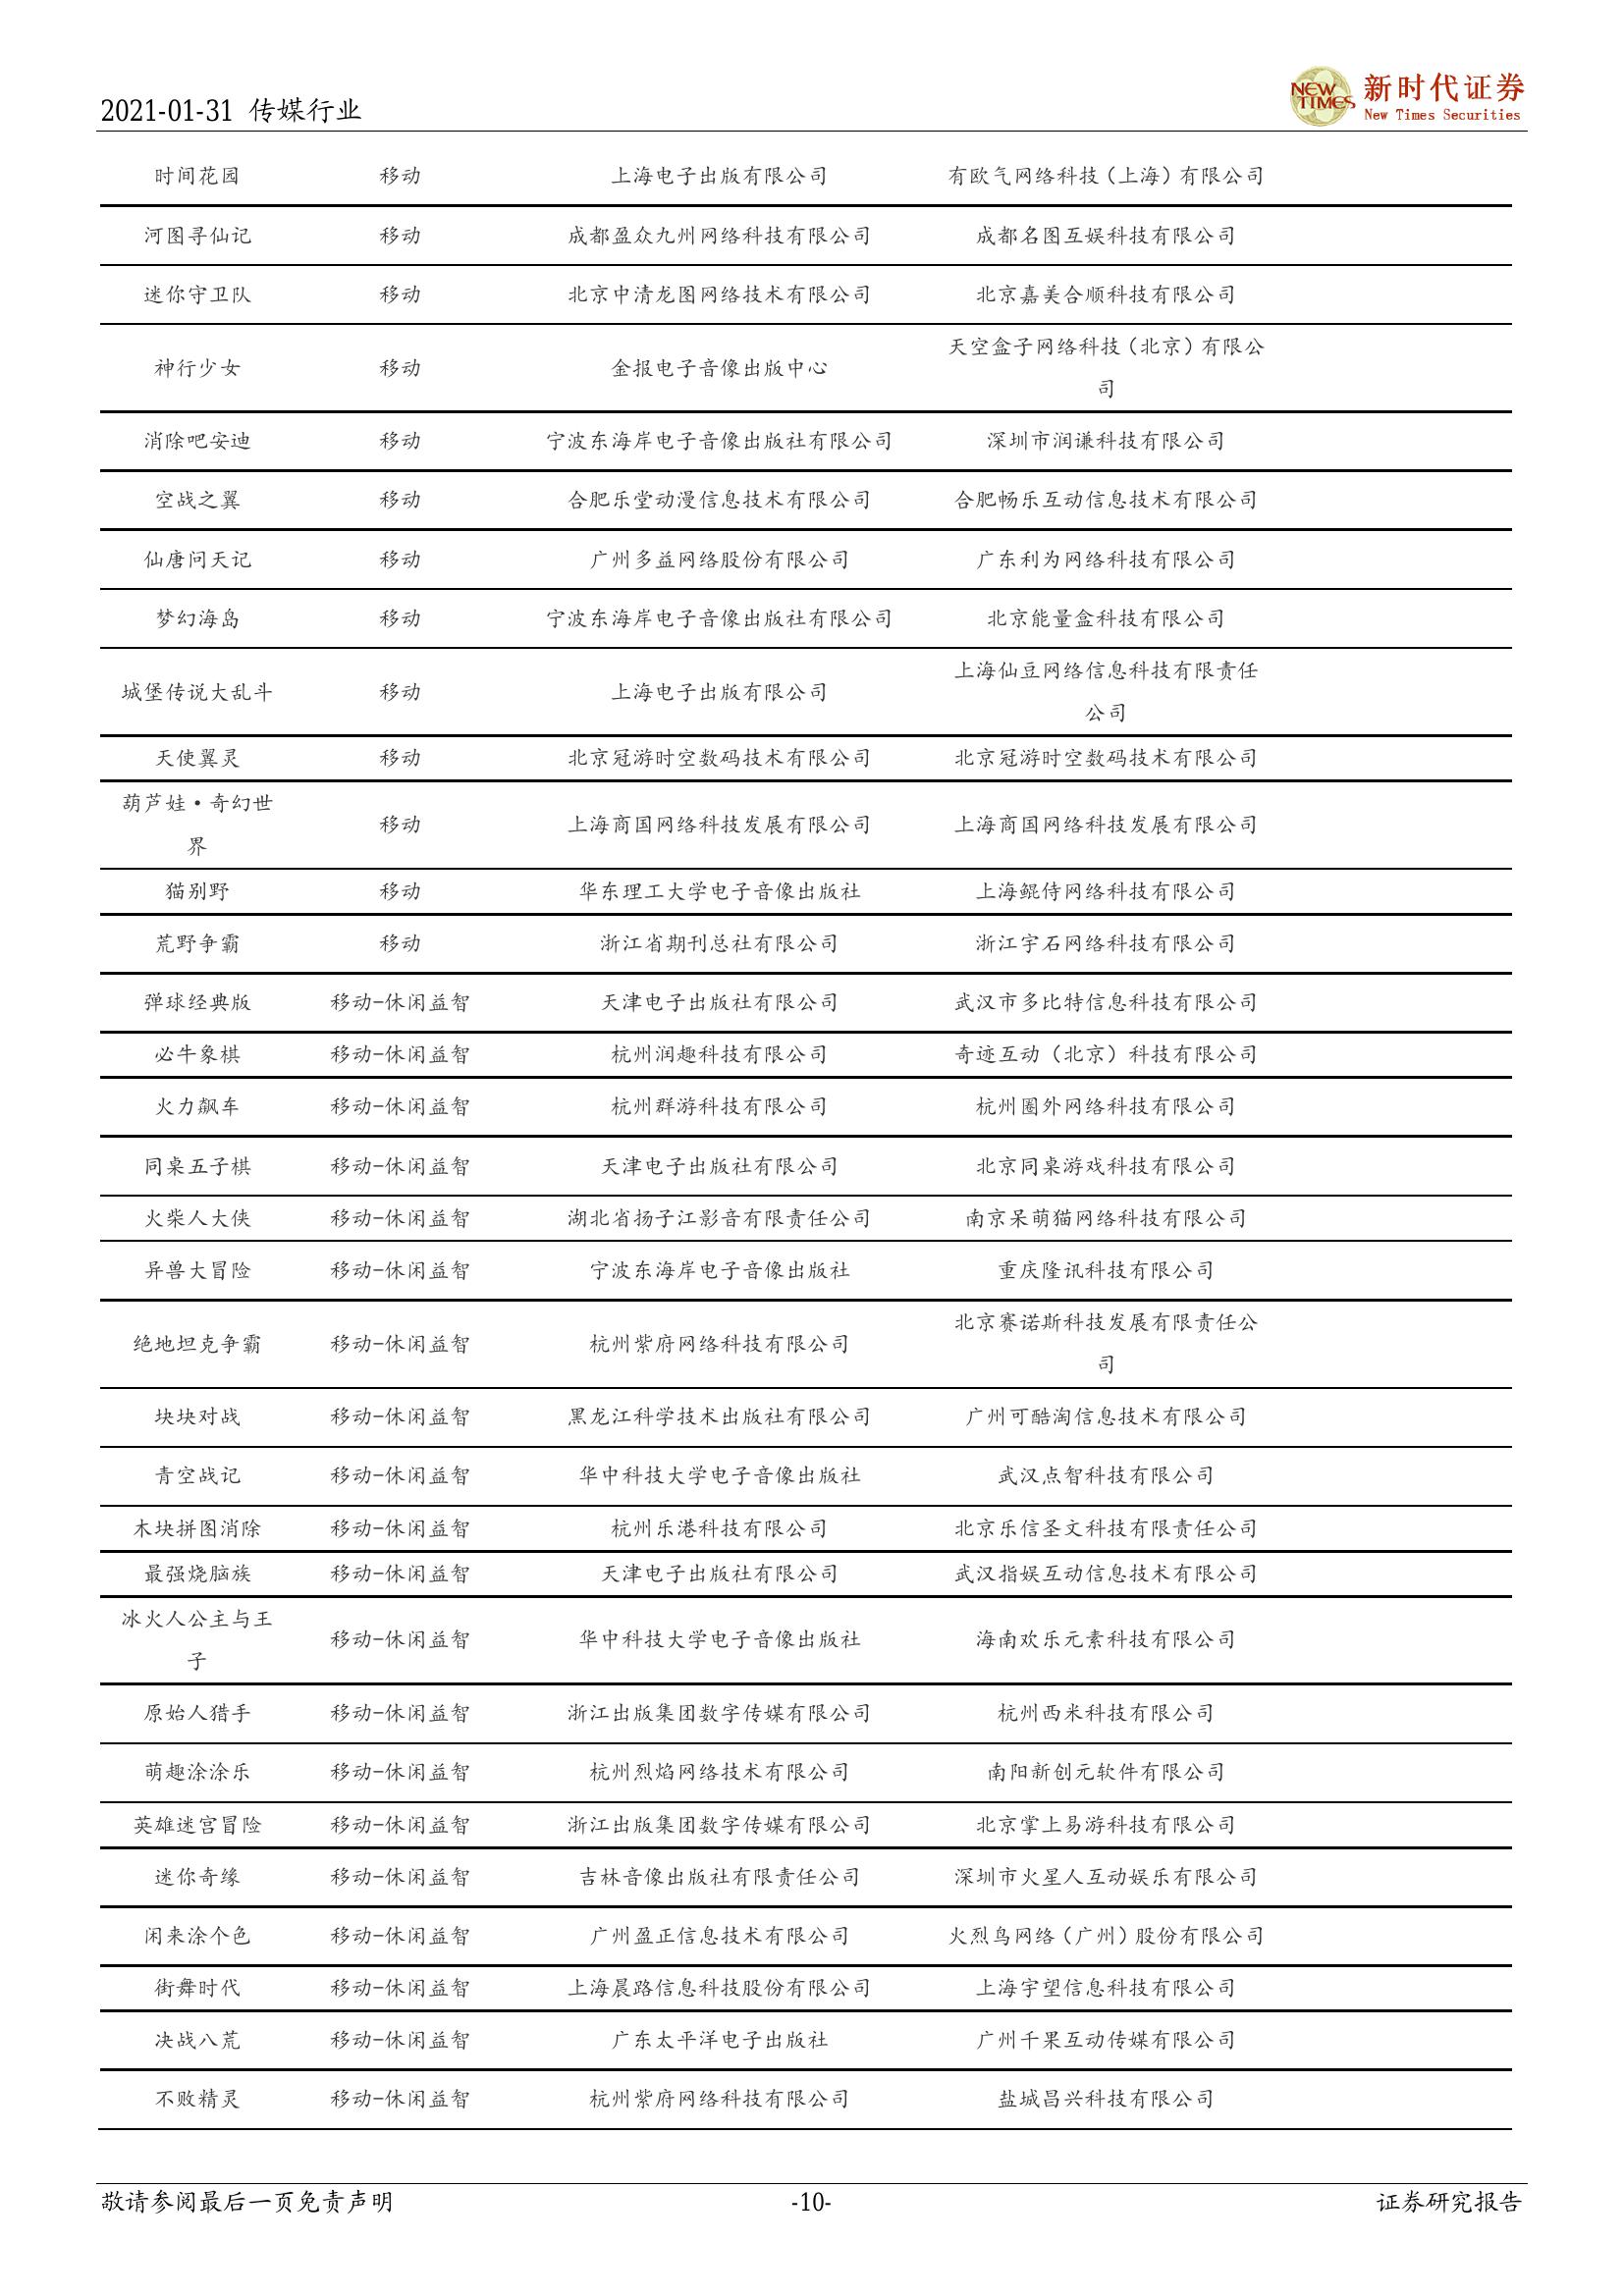 2021-01-31 传媒行业
NEW TIMES 新时代证券
New Times Securities
时间花园 移动 上海电子出版有限公司 有欧气网络科技（上海）有限公司
河图寻仙记 移动 成都盈众九州网络科技有限公司 成都名图互娱科技有限公司
迷你守卫队 移动 北京中清龙图网络技术有限公司 北京嘉美合顺科技有限公司
神行少女 移动 金报电子音像出版中心 天空盒子网络科技（北京）有限公
司
消除吧安迪 移动 宁波东海岸电子音像出版社有限公司 深圳市润谦科技有限公司
空战之翼 移动 合肥乐堂动漫信息技术有限公司 合肥畅乐互动信息技术有限公司
仙唐问天记 移动 广州多益网络股份有限公司 广东利为网络科技有限公司
梦幻海岛 移动 宁波东海岸电子音像出版社有限公司 北京能量盒科技有限公司
城堡传说大乱斗 移动 上海电子出版有限公司 上海仙豆网络信息科技有限责任
公司
天使翼灵 移动 北京冠游时空数码技术有限公司 北京冠游时空数码技术有限公司
葫芦娃·奇幻世
界 移动 上海商国网络科技发展有限公司 上海商国网络科技发展有限公司
猫别野 移动 华东理工大学电子音像出版社 上海鲲侍网络科技有限公司
荒野争霸 移动 浙江省期刊总社有限公司 浙江宇石网络科技有限公司
弹球经典版 移动-休闲益智 天津电子出版社有限公司 武汉市多比特信息科技有限公司
必牛象棋 移动-休闲益智 杭州润趣科技有限公司 奇迹互动（北京）科技有限公司
火力飙车 移动-休闲益智 杭州群游科技有限公司 杭州圈外网络科技有限公司
同桌五子棋 移动-休闲益智 天津电子出版社有限公司 北京同桌游戏科技有限公司
火柴人大侠 移动-休闲益智 湖北省扬子江影音有限责任公司 南京呆萌猫网络科技有限公司
异兽大冒险 移动-休闲益智 宁波东海岸电子音像出版社 重庆隆讯科技有限公司
绝地坦克争霸 移动-休闲益智 杭州紫府网络科技有限公司 北京赛诺斯科技发展有限责任公
司
块块对战 移动-休闲益智 黑龙江科学技术出版社有限公司 广州可酷淘信息技术有限公司
青空战记 移动-休闲益智 华中科技大学电子音像出版社 武汉点智科技有限公司
木块拼图消除 移动-休闲益智 杭州乐港科技有限公司 北京乐信圣文科技有限责任公司
最强烧脑族 移动-休闲益智 天津电子出版社有限公司 武汉指娱互动信息技术有限公司
冰火人公主与王
子 移动-休闲益智 华中科技大学电子音像出版社 海南欢乐元素科技有限公司
原始人猎手 移动-休闲益智 浙江出版集团数字传媒有限公司 杭州西米科技有限公司
萌趣涂涂乐 移动-休闲益智 杭州烈焰网络技术有限公司 南阳新创元软件有限公司
英雄迷宫冒险 移动-休闲益智 浙江出版集团数字传媒有限公司 北京掌上易游科技有限公司
迷你奇缘 移动-休闲益智 吉林音像出版社有限责任公司 深圳市火星人互动娱乐有限公司
闲来涂个色 移动-休闲益智 广州盈正信息技术有限公司 火烈鸟网络（广州）股份有限公司
街舞时代 移动-休闲益智 上海晨路信息科技股份有限公司 上海宇望信息科技有限公司
决战八荒 移动-休闲益智 广东太平洋电子出版社 广州千果互动传媒有限公司
不败精灵 移动-休闲益智 杭州紫府网络科技有限公司 盐城昌兴科技有限公司
敬请参阅最后一页免责声明 -10- 证券研究报告